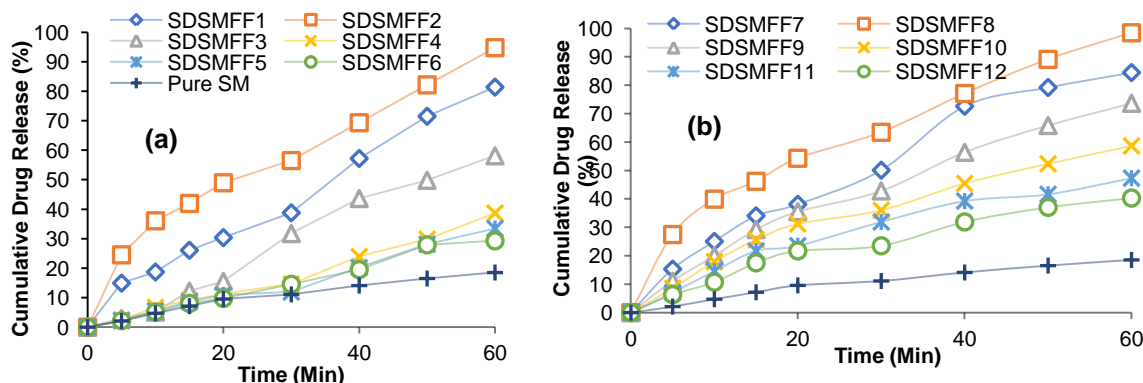 SDSMFF1 SDSMFF2
SDSMFF3 SDSMFF4
SDSMFF5 SDSMFF6
Pure SM
(a)
Cumulative Drug Release (%)
100
90
80
70
60
50
40
30
20
10
0
0 20 40 60
Time (Min)
SDSMFF7 SDSMFF8
SDSMFF9 SDSMFF10
SDSMFF11 SDSMFF12
(b)
Cumulative Drug Release
(%)
100
90
80
70
60
50
40
30
20
10
0
0 20 40 60
Time (Min)